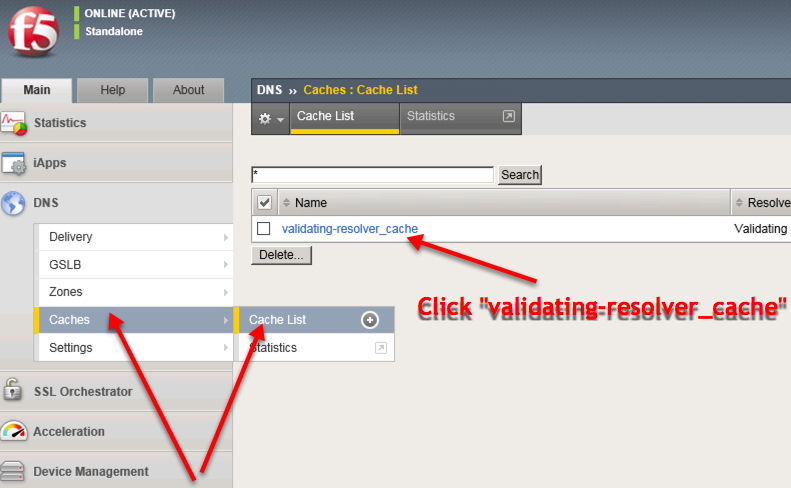 f5
ONLINE (ACTIVE)
Standalone
Main
Help
About
DNS » Caches : Cache List
Cache List
Statistics
Statistics
iApps
DNS
Delivery
GSLB
Zones
Caches
Cache List
Settings
Statistics
SSL Orchestrator
Acceleration
Device Management
*
Search
Name
Resolve
validating-resolver_cache
Validating
Delete...
Click "validating-resolver_cache"